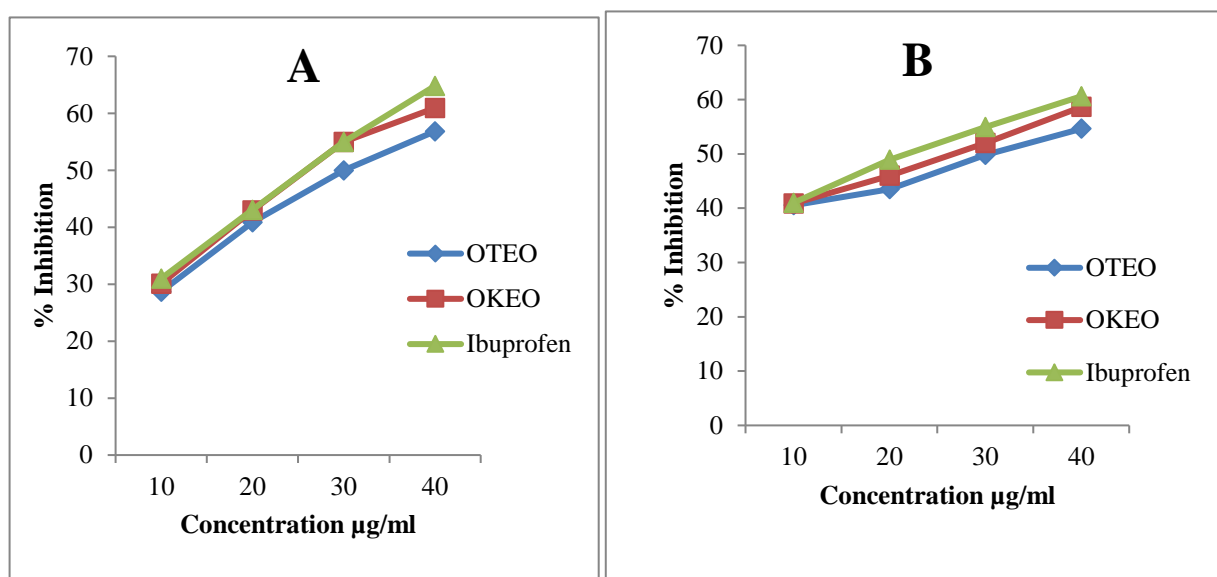 A
70
60
50
40
30
20
10
0
% Inhibition
10 20 30 40
Concentration µg/ml
OTEO
OKEO
Ibuprofen
B
70
60
50
40
30
20
10
0
% Inhibition
10 20 30 40
Concentration µg/ml
OTEO
OKEO
Ibuprofen